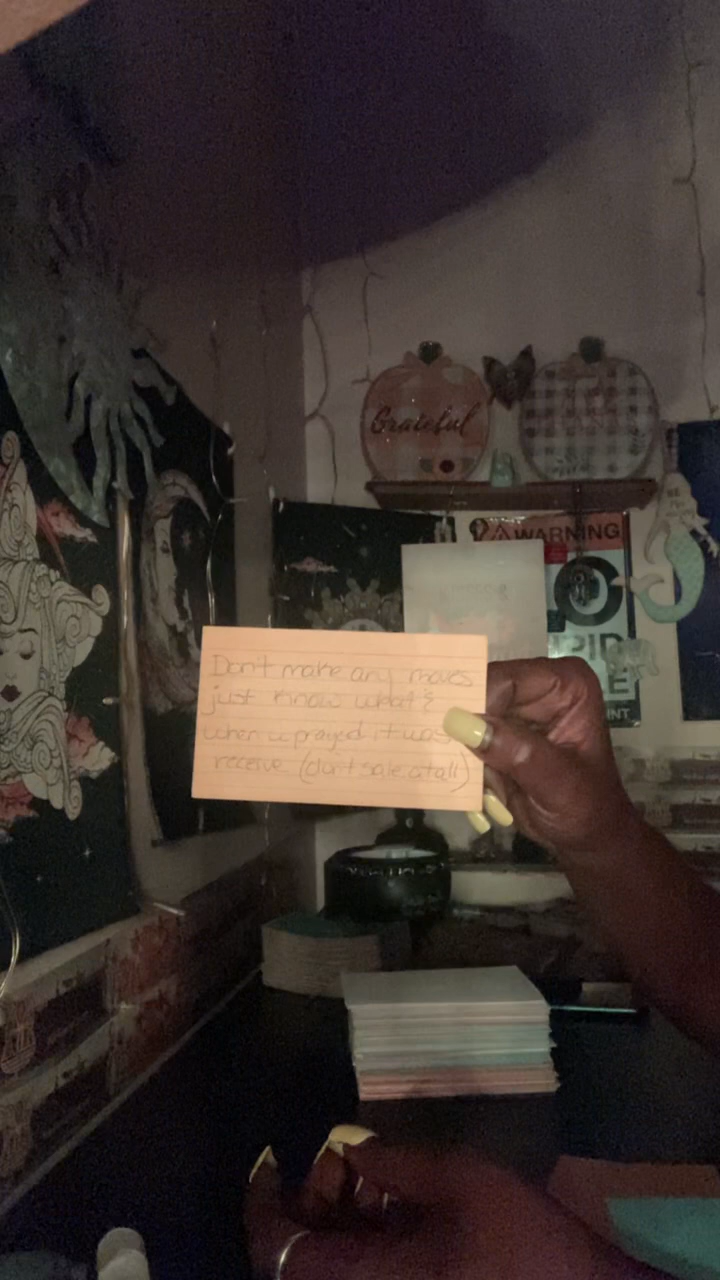 Grateful
WARNING
Don't make any moves
just know what &
when u prayed it was
receive (don't sale at all)